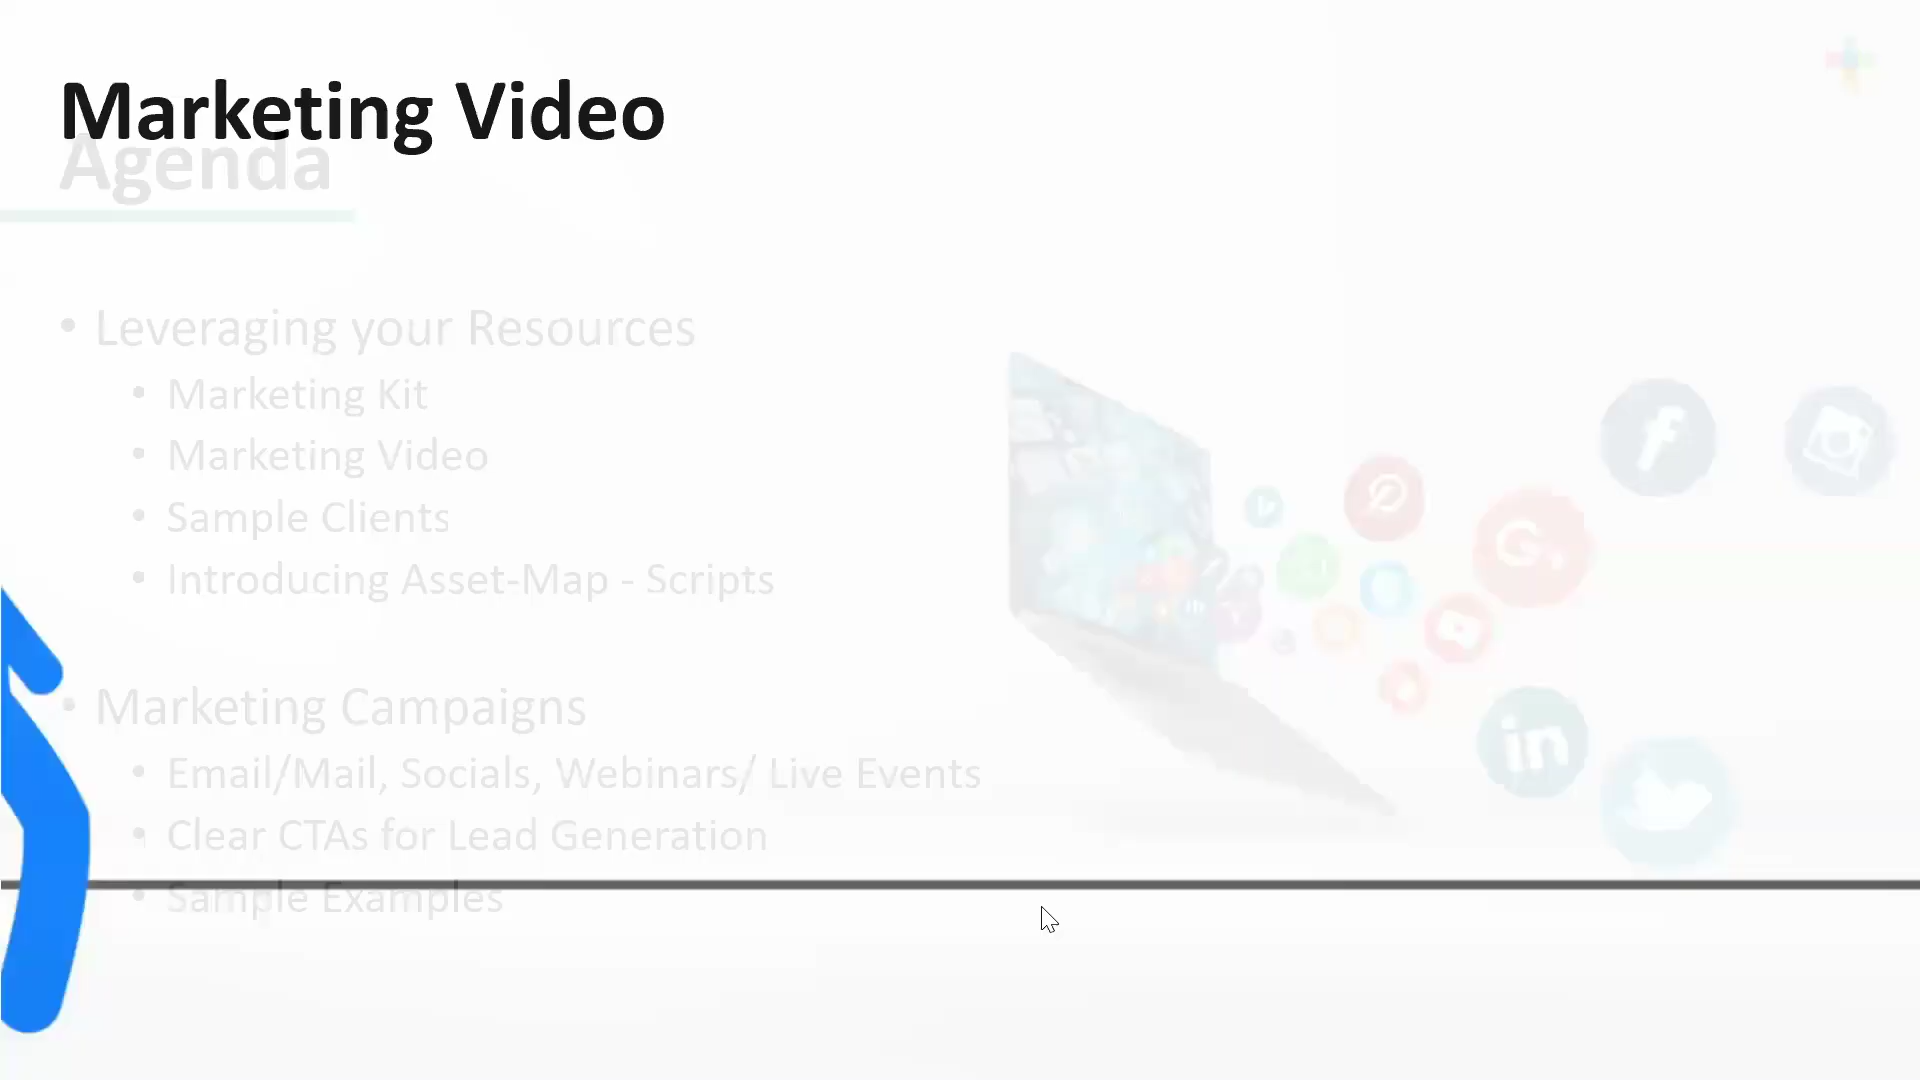 Marketing Video
Agenda
• Leveraging your Resources
• Marketing Kit
• Marketing Video
• Sample Clients
• Introducing Asset-Map - Scripts
• Marketing Campaigns
• Email/Mail, Socials, Webinars/ Live Events
• Clear CTAs for Lead Generation
• Sample Examples
f
G+
in